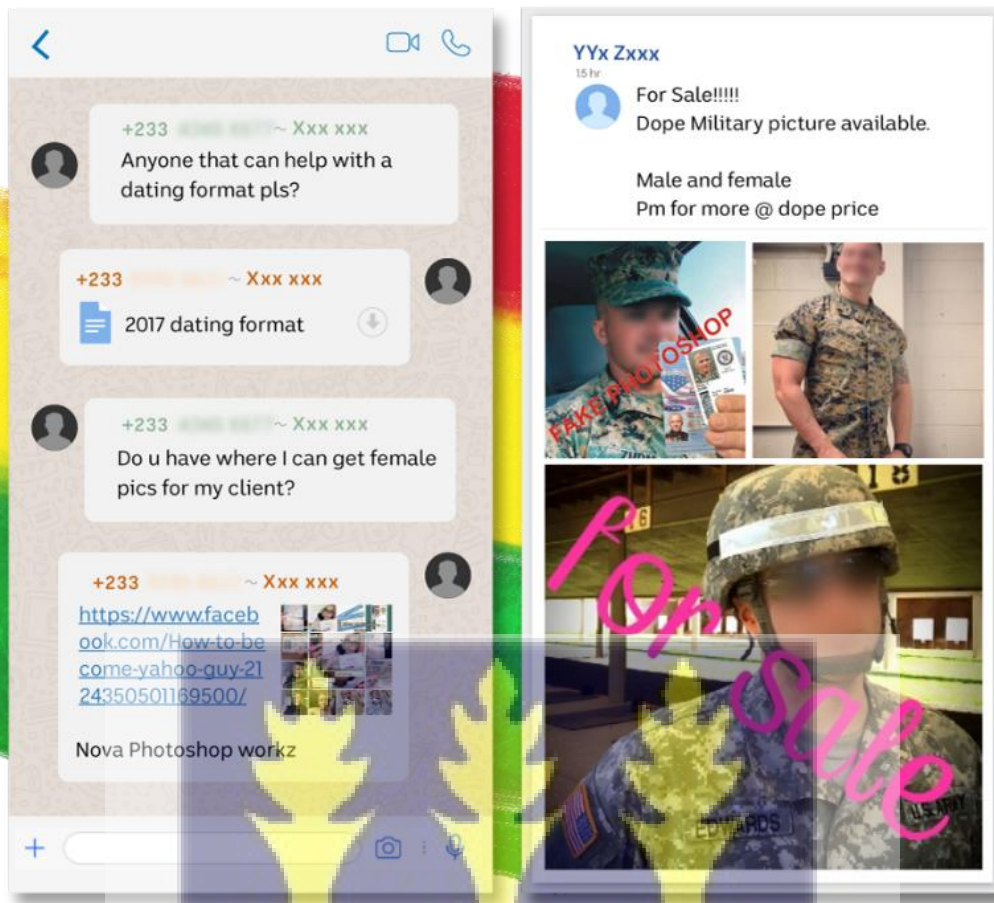 +233 ~ Xxx xxx
Anyone that can help with a
dating format pls?
+233 ~ Xxx xxx
2017 dating format
+233 ~ Xxx xxx
Do u have where I can get female
pics for my client?
+233 ~ Xxx xxx
https://www.faceb
ook.com/How-to-be
come-yahoo-guy-21
24350501169500/
Nova Photoshop workz
YYx Zxxx
15 hr
For Sale!!!!!
Dope Military picture available.
Male and female
Pm for more @ dope price
FAKE PHOTOSHOP
16
18
for sale
EDWARDS
U.S. ARMY